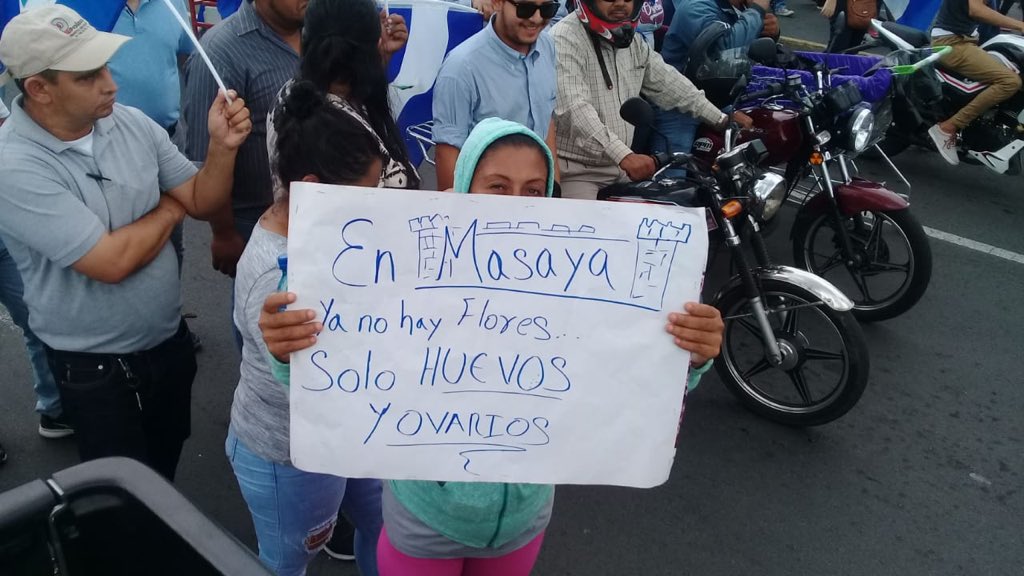 En Masaya
Ya no hay Flores...
Solo HUEVOS
Y OVARIOS